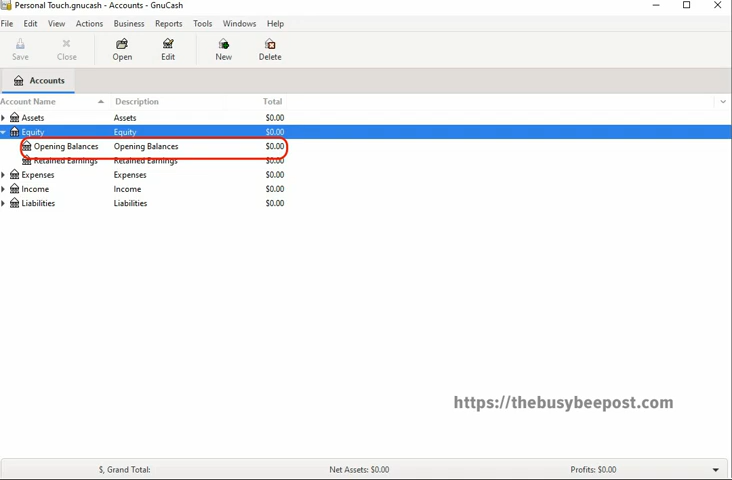 Personal Touch.gnucash - Accounts - GnuCash
File Edit View Actions Business Reports Tools Windows Help
Save Close Open Edit New Delete
Accounts
Account Name Description Total
Assets Assets $0.00
Equity Equity $0.00
Opening Balances Opening Balances $0.00
Retained Earnings Retained Earnings $0.00
Expenses Expenses $0.00
Income Income $0.00
Liabilities Liabilities $0.00
https://thebusybeepost.com
$, Grand Total: Net Assets: $0.00 Profits: $0.00